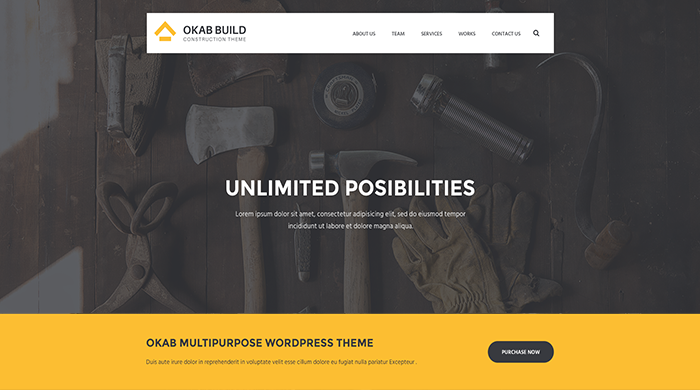 OKAB BUILD
CONSTRUCTION THEME
ABOUT US TEAM SERVICES WORKS CONTACT US
UNLIMITED POSIBILITIES
Lorem ipsum dolor sit amet, consectetur adipisicing elit, sed do eiusmod tempor
incididunt ut labore et dolore magna aliqua.
OKAB MULTIPURPOSE WORDPRESS THEME
Duis aute irure dolor in reprehenderit in voluptate velit esse cillum dolore eu fugiat nulla pariatur Excepteur .
PURCHASE NOW